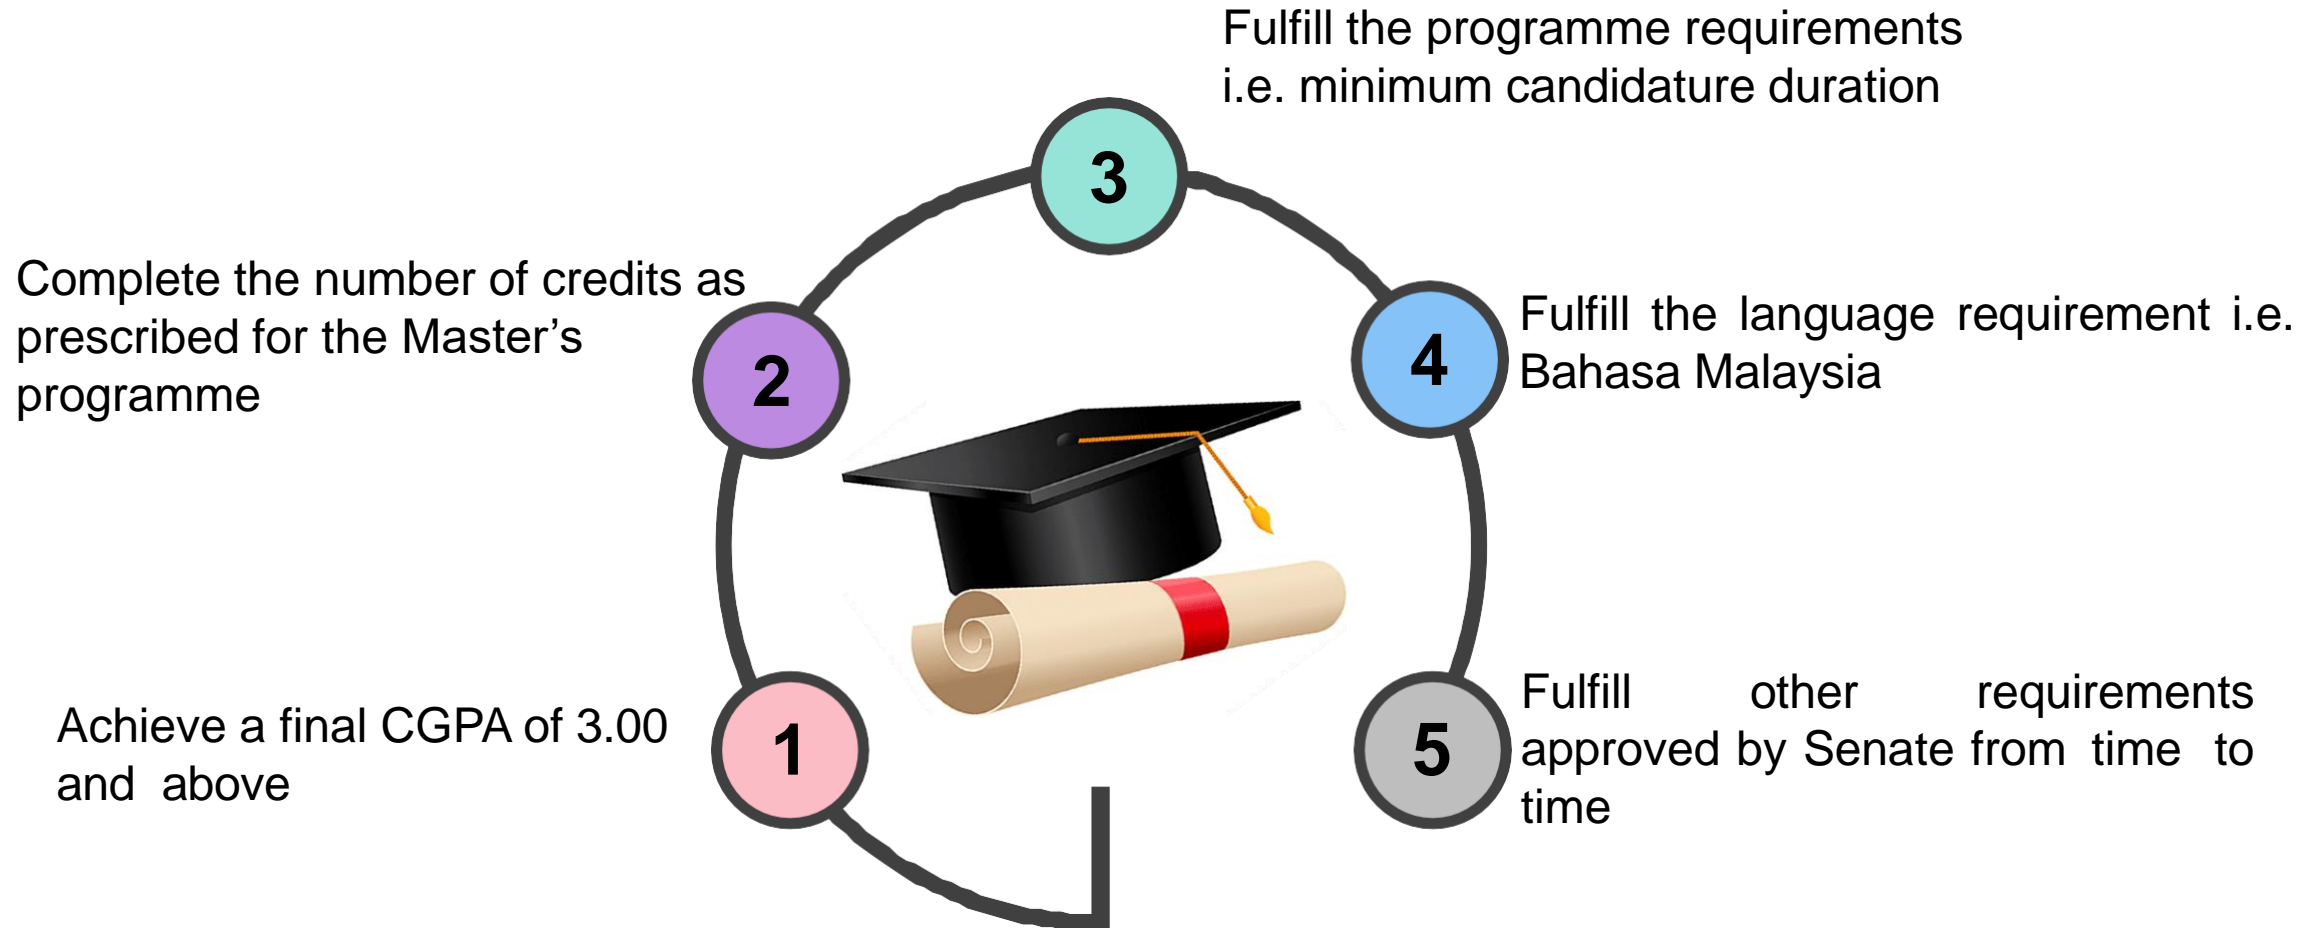 Fulfill the programme requirements
i.e. minimum candidature duration
3
Complete the number of credits as
prescribed for the Master’s
programme
2
4
Fulfill the language requirement i.e.
Bahasa Malaysia
Achieve a final CGPA of 3.00
and above
1
5
Fulfill other requirements
approved by Senate from time to
time